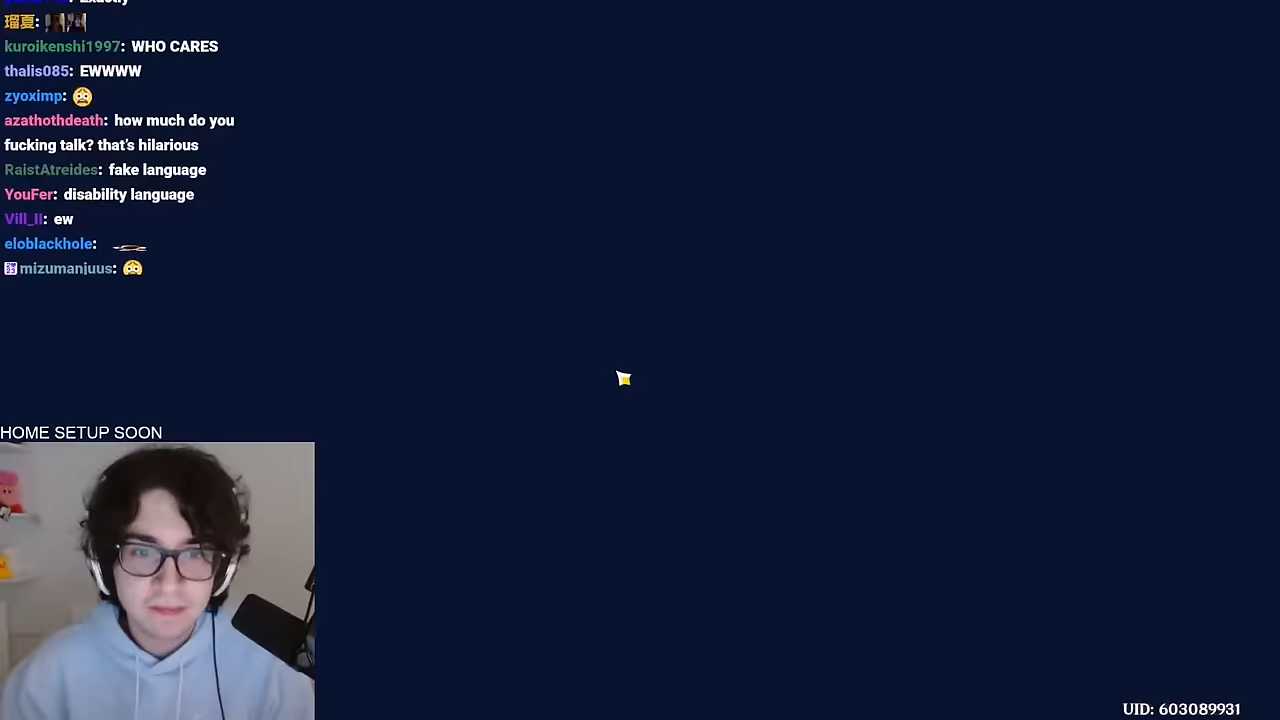 瑠夏:
kuroikenshi1997: WHO CARES
thalis085: EWWWW
zyoximp:
azathothdeath: how much do you
fucking talk? that's hilarious
RaistAtreides: fake language
YouFer: disability language
Vill_II: ew
eloblackhole:
mizumanjuus:
HOME SETUP SOON
UID: 603089931